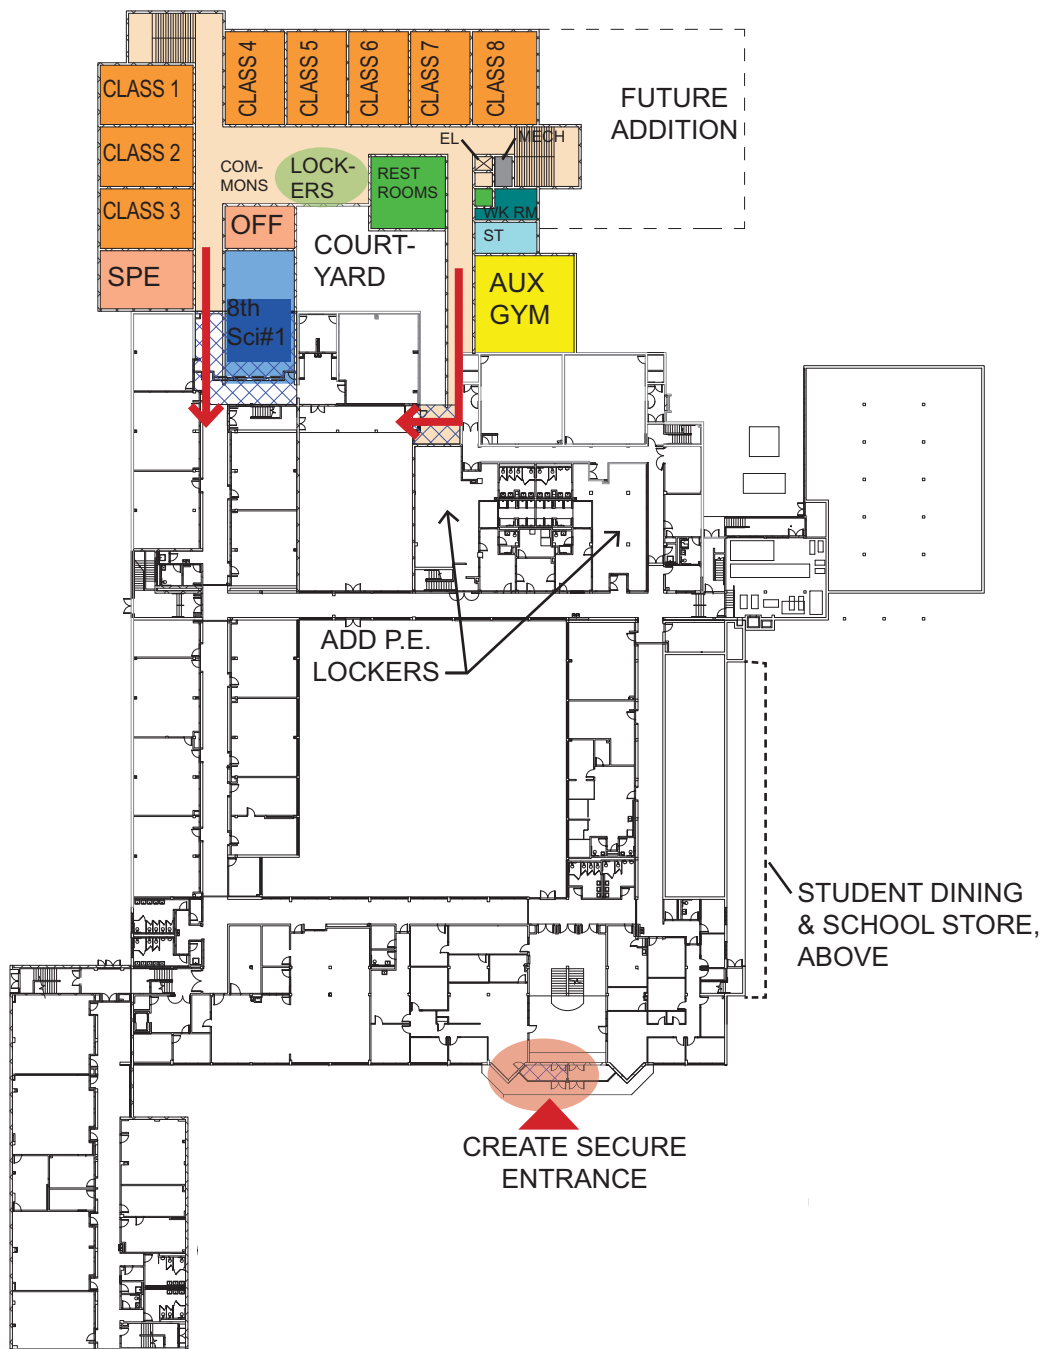 CLASS 4
CLASS 5
CLASS 6
CLASS 7
CLASS 8
CLASS 1
FUTURE
ADDITION
EL
MECH
CLASS 2
COM-
MONS
LOCK-
ERS
REST
ROOMS
CLASS 3
OFF
WK RM
ST
COURT-
YARD
SPE
AUX
GYM
8th
Sci#1
ADD P.E.
LOCKERS
STUDENT DINING
& SCHOOL STORE,
ABOVE
CREATE SECURE
ENTRANCE